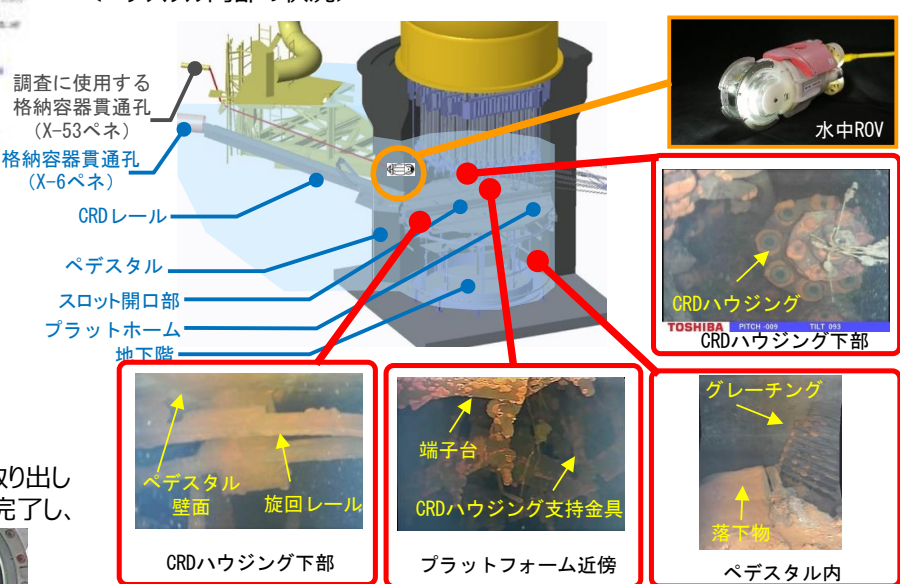 調査に使用する
格納容器貫通孔
(X-53ペネ)
格納容器貫通孔
(X-6ペネ)
CRDレール
ペデスタル
スロット開口部
プラットホーム
地下階
水中ROV
CRDハウジング
TOSHIBA PITCH -009 TILT 093
CRDハウジング下部
ペデスタル
壁面
旋回レール
CRDハウジング下部
端子台
CRDハウジング支持金具
プラットフォーム近傍
グレーチング
落下物
ペデスタル内
取り出し
完了し、